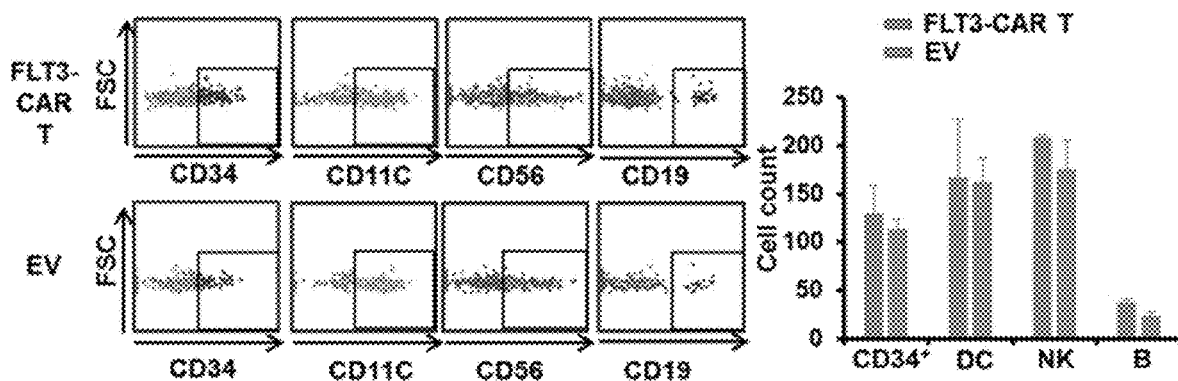 FLT3-
CAR
T
FSC
CD34
CD11C
CD56
CD19
EV
FSC
CD34
CD11C
CD56
CD19
FLT3-CAR T
EV
Cell count
250
200
150
100
50
0
CD34⁺
DC
NK
B